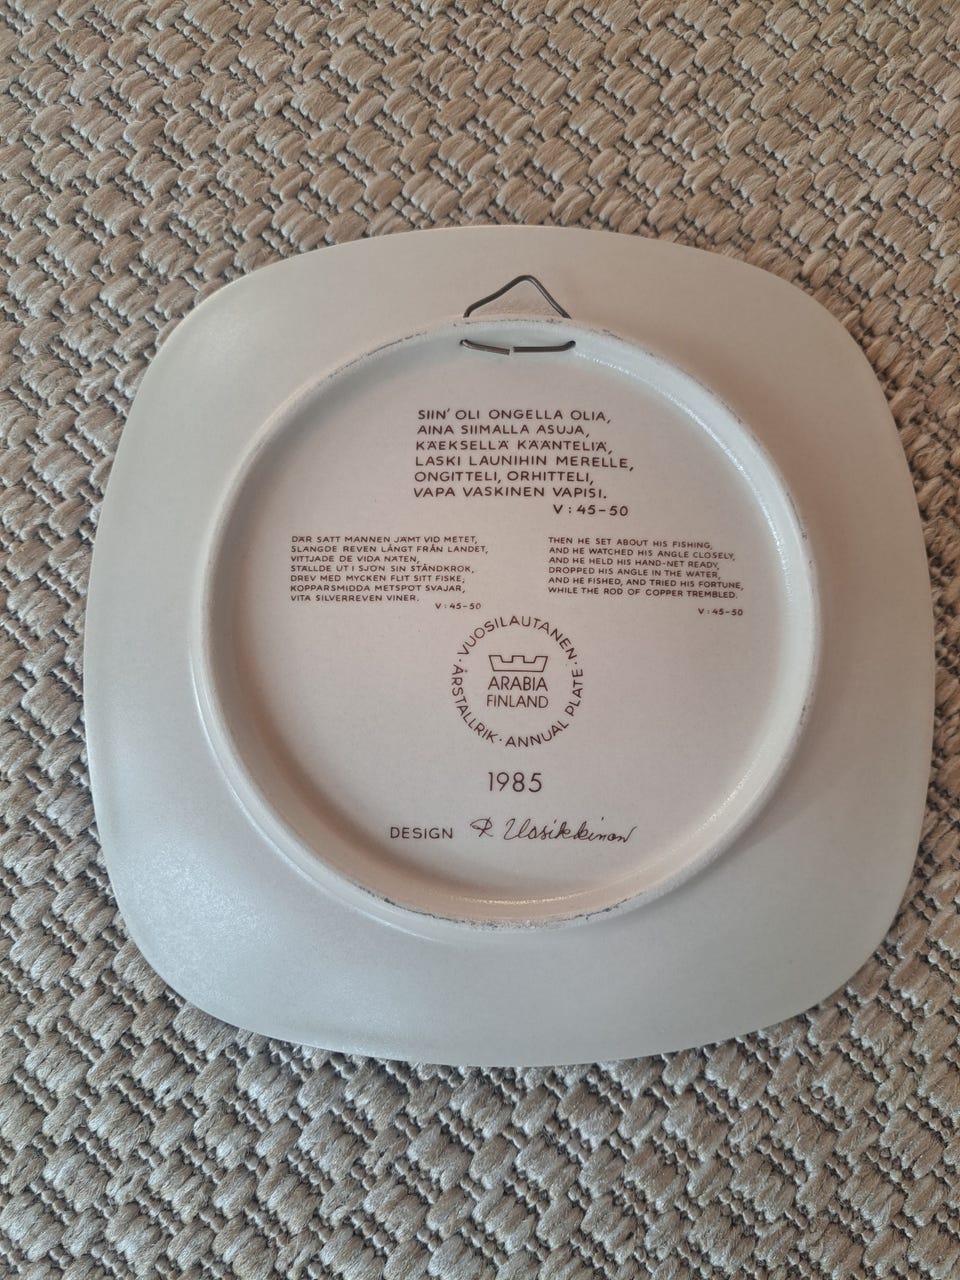 SIIN' OLI ONGELLA OLIA,
AINA SIIMALLA ASUJA,
KÄEKSELLÄ KÄÄNTELIÄ,
LASKI LAUNIHIN MERELLE,
ONGITTELI, ORHITTELI,
VAPA VASKINEN VAPISI.
V : 45-50
DÄR SATT MANNEN JÄMT VID METET,
SLÄNGDE REVEN LÅNGT FRÅN LANDET,
VITTJADE DE VIDA NÄTEN,
STÄLLDE UT I SJÖN SIN STÅNDKROK,
DREV MED MYCKEN FLIT SITT FISKE;
KOPPARSMIDDA METSPÖT SVAJAR,
VITA SILVERREVEN VINER.
V : 45-50
THEN HE SET ABOUT HIS FISHING,
AND HE WATCHED HIS ANGLE CLOSELY,
AND HE HELD HIS HAND-NET READY,
DROPPED HIS ANGLE IN THE WATER,
AND HE FISHED, AND TRIED HIS FORTUNE,
WHILE THE ROD OF COPPER TREMBLED.
V : 45-50
· VUOSILAUTANEN · ANNUAL PLATE · ÅRSTALLRIK
ARABIA
FINLAND
1985
DESIGN R Uosikkinen